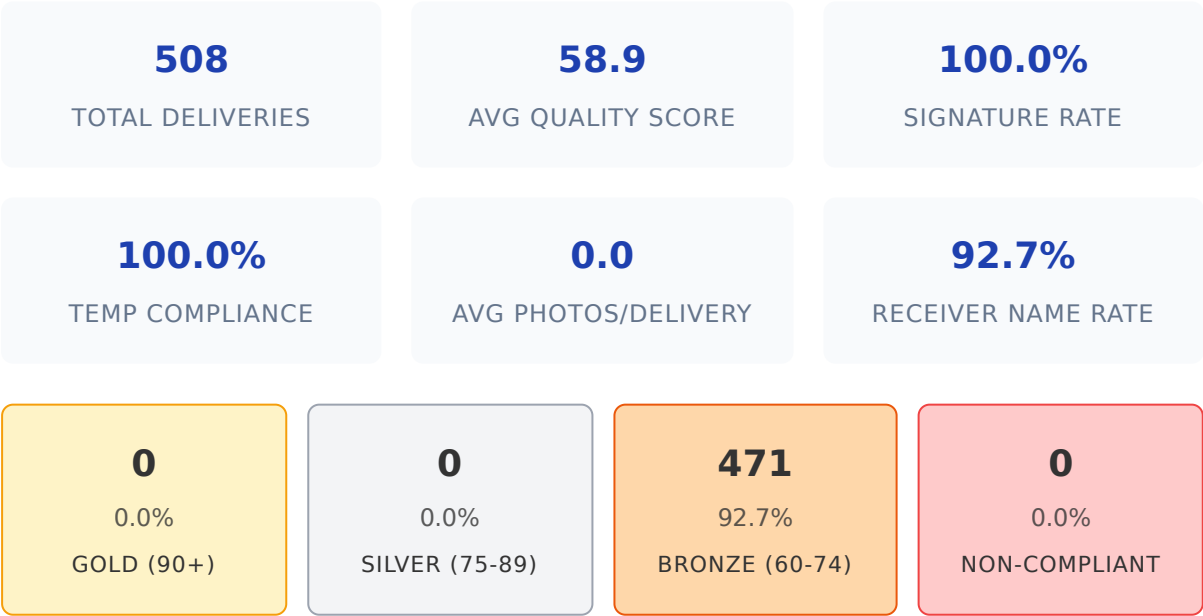 508
TOTAL DELIVERIES
58.9
AVG QUALITY SCORE
100.0%
SIGNATURE RATE
100.0%
TEMP COMPLIANCE
0.0
AVG PHOTOS/DELIVERY
92.7%
RECEIVER NAME RATE
0
0.0%
GOLD (90+)
0
0.0%
SILVER (75-89)
471
92.7%
BRONZE (60-74)
0
0.0%
NON-COMPLIANT